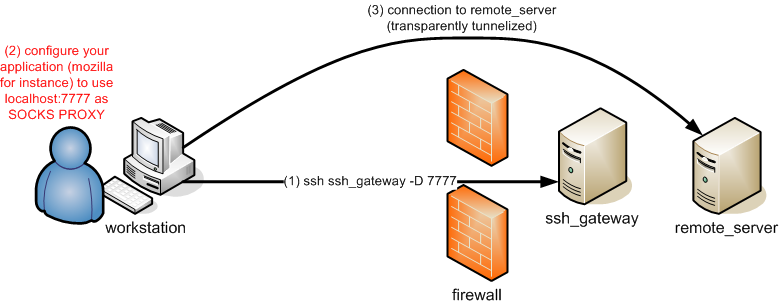 (3) connection to remote_server
(transparently tunnelized)
(2) configure your
application (mozilla
for instance) to use
localhost:7777 as
SOCKS PROXY
(1) ssh ssh_gateway -D 7777
workstation
ssh_gateway
remote_server
firewall